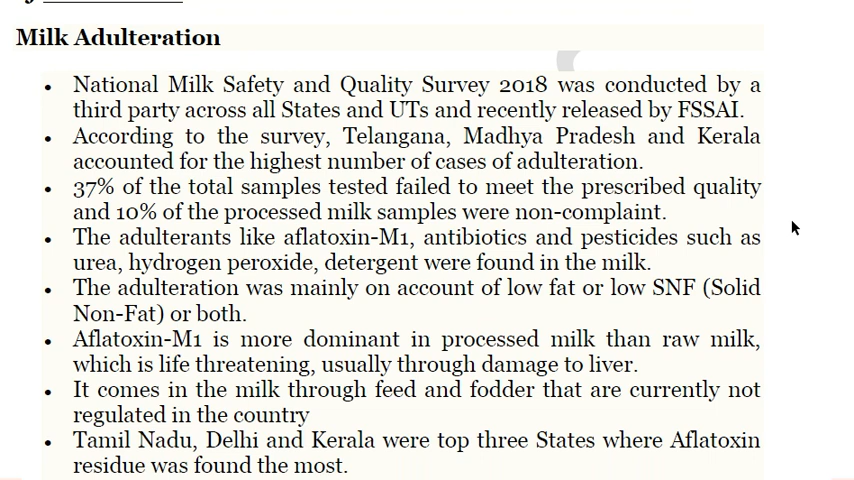 Milk Adulteration
• National Milk Safety and Quality Survey 2018 was conducted by a
third party across all States and UTs and recently released by FSSAI.
• According to the survey, Telangana, Madhya Pradesh and Kerala
accounted for the highest number of cases of adulteration.
• 37% of the total samples tested failed to meet the prescribed quality
and 10% of the processed milk samples were non-complaint.
• The adulterants like aflatoxin-M1, antibiotics and pesticides such as
urea, hydrogen peroxide, detergent were found in the milk.
• The adulteration was mainly on account of low fat or low SNF (Solid
Non-Fat) or both.
• Aflatoxin-M1 is more dominant in processed milk than raw milk,
which is life threatening, usually through damage to liver.
• It comes in the milk through feed and fodder that are currently not
regulated in the country
• Tamil Nadu, Delhi and Kerala were top three States where Aflatoxin
residue was found the most.